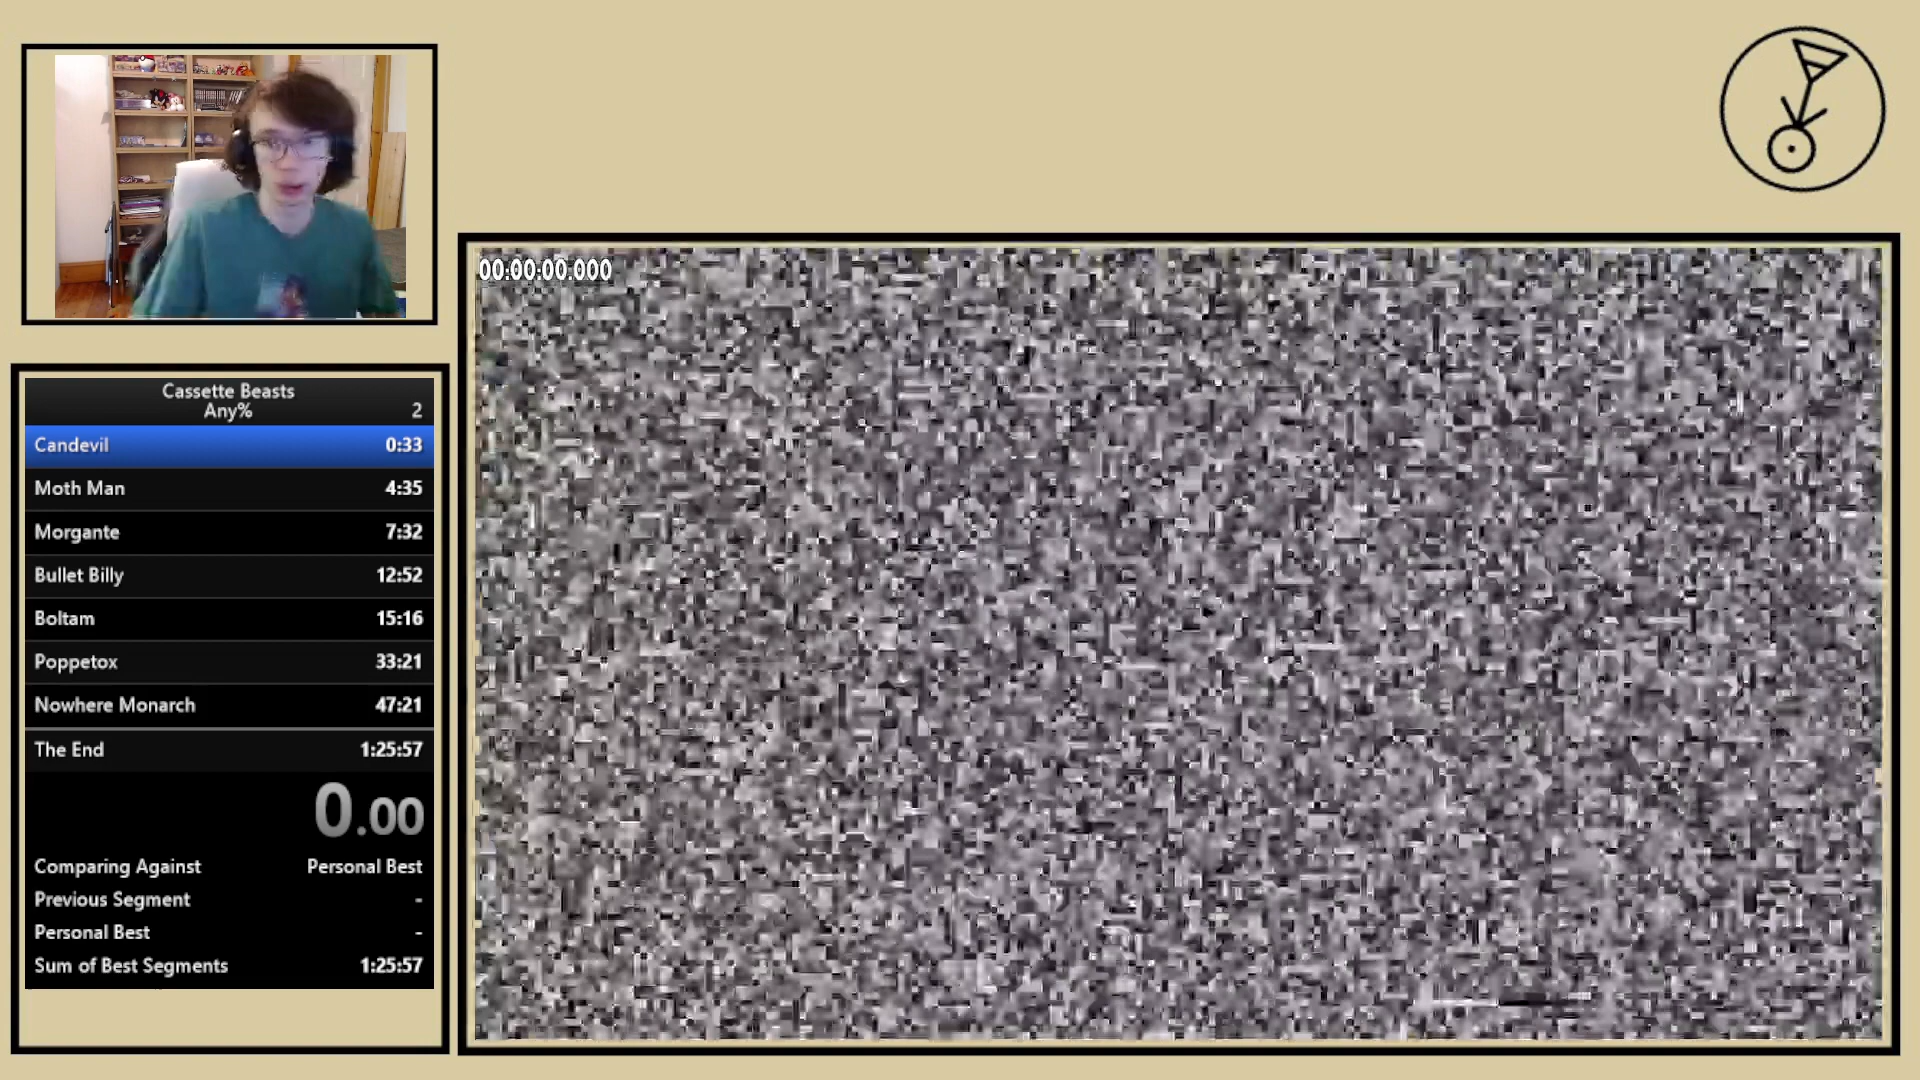 00:00:00.000
Cassette Beasts
Any% 2
Candevil 0:33
Moth Man 4:35
Morgante 7:32
Bullet Billy 12:52
Boltam 15:16
Poppetox 33:21
Nowhere Monarch 47:21
The End 1:25:57
0.00
Comparing Against Personal Best
Previous Segment -
Personal Best -
Sum of Best Segments 1:25:57